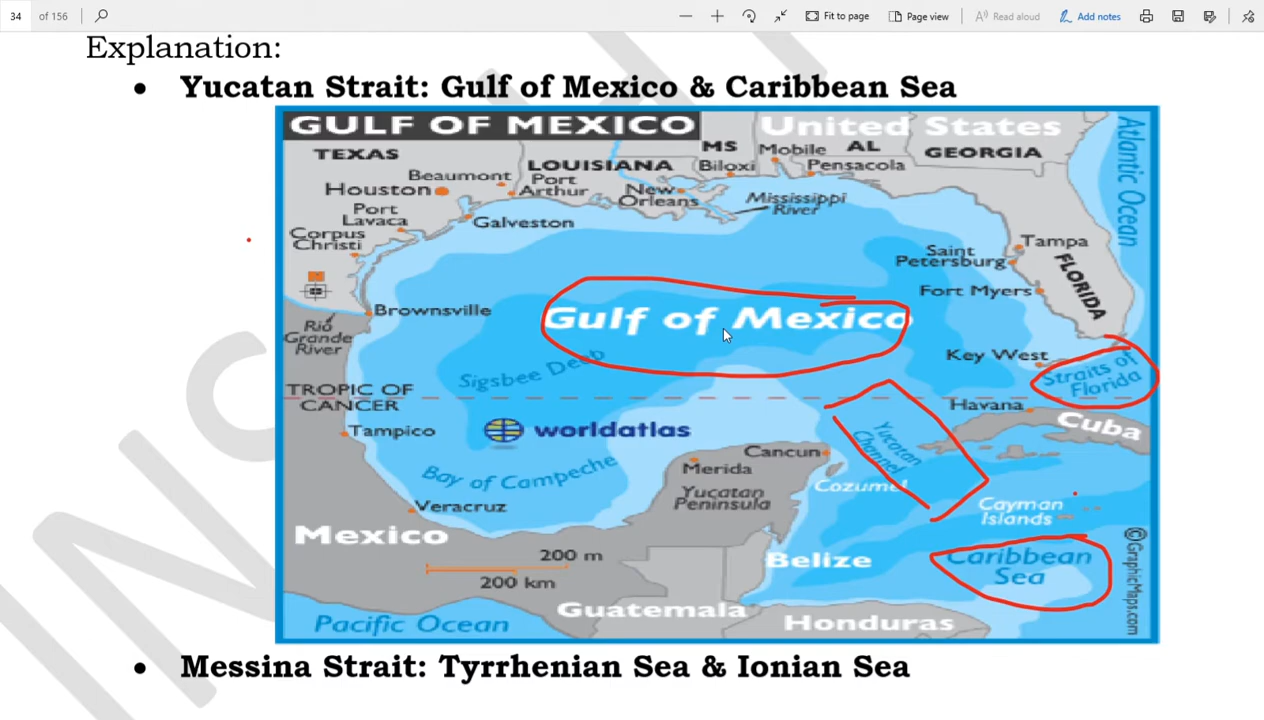 34 of 156 Fit to page Page view Read aloud Add notes
Explanation:
• Yucatan Strait: Gulf of Mexico & Caribbean Sea
GULF OF MEXICO
United States
Atlantic Ocean
TEXAS
LOUISIANA
MS
AL
GEORGIA
Beaumont
Port
Arthur
Biloxi
Mobile
Pensacola
Houston
New
Orleans
Mississippi
River
Port
Lavaca
Galveston
Corpus
Christi
Saint
Petersburg
Tampa
FLORIDA
Fort Myers
Brownsville
Gulf of Mexico
Rio
Grande
River
Key West
Straits of
Florida
Sigsbee Deep
TROPIC OF
CANCER
Havana
Cuba
Tampico
worldatlas
Yucatan
Channel
Cancun
Bay of Campeche
Merida
Cozumel
Yucatan
Peninsula
Veracruz
Cayman
Islands
Mexico
Caribbean
Sea
200 m
200 km
Belize
Guatemala
Honduras
Pacific Ocean
©GraphicMaps.com
• Messina Strait: Tyrrhenian Sea & Ionian Sea